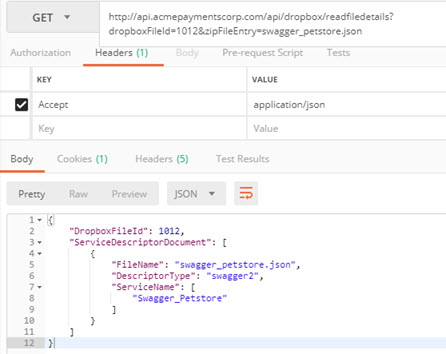 GET
http://api.acmepaymentscorp.com/api/dropbox/readfiledetails?
dropboxFileId=1012&zipFileEntry=swagger_petstore.json
Authorization Headers (1) Body Pre-request Script Tests
KEY VALUE
Accept application/json
Key Value
Body Cookies (1) Headers (5) Test Results
Pretty Raw Preview JSON
1 {
2 "DropboxFileId": 1012,
3 "ServiceDescriptorDocument": [
4 {
5 "FileName": "swagger_petstore.json",
6 "DescriptorType": "swagger2",
7 "ServiceName": [
8 "Swagger_Petstore"
9 ]
10 }
11 ]
12 }